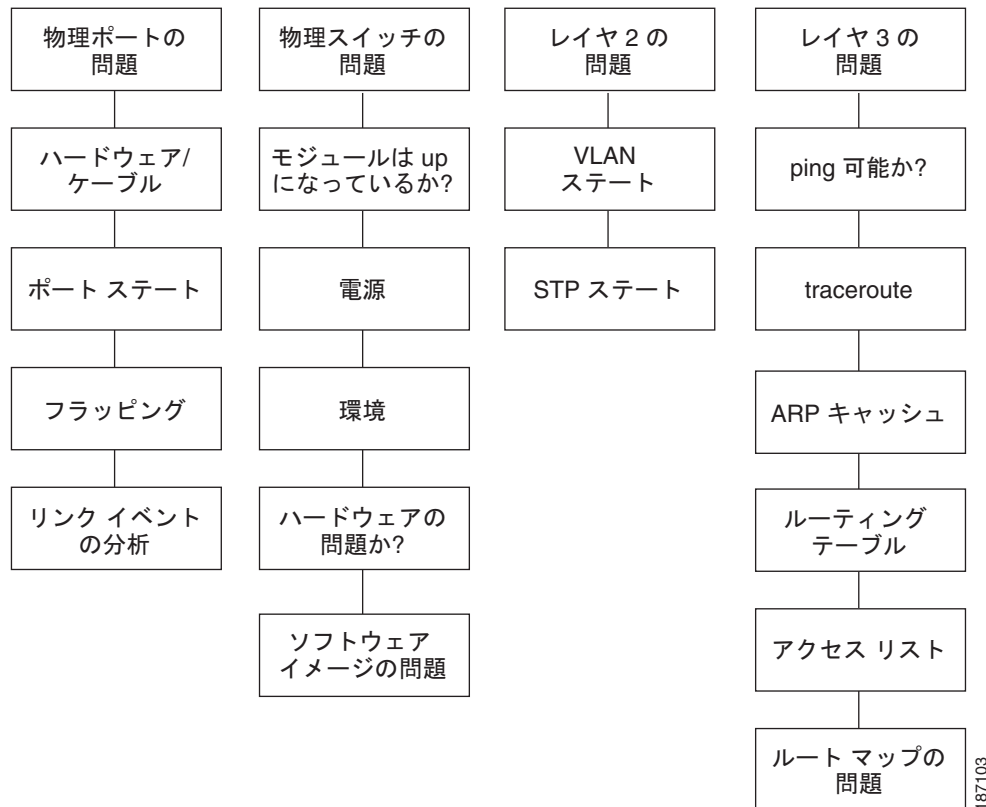 物理ポートの
問題
ハードウェア/
ケーブル
ポート ステート
フラッピング
リンク イベント
の分析
物理スイッチの
問題
モジュールは up
になっているか?
電源
環境
ハードウェアの
問題か?
ソフトウェア
イメージの問題
レイヤ 2 の
問題
VLAN
ステート
STP ステート
レイヤ 3 の
問題
ping 可能か?
traceroute
ARP キャッシュ
ルーティング
テーブル
アクセス リスト
ルート マップの
問題
187103